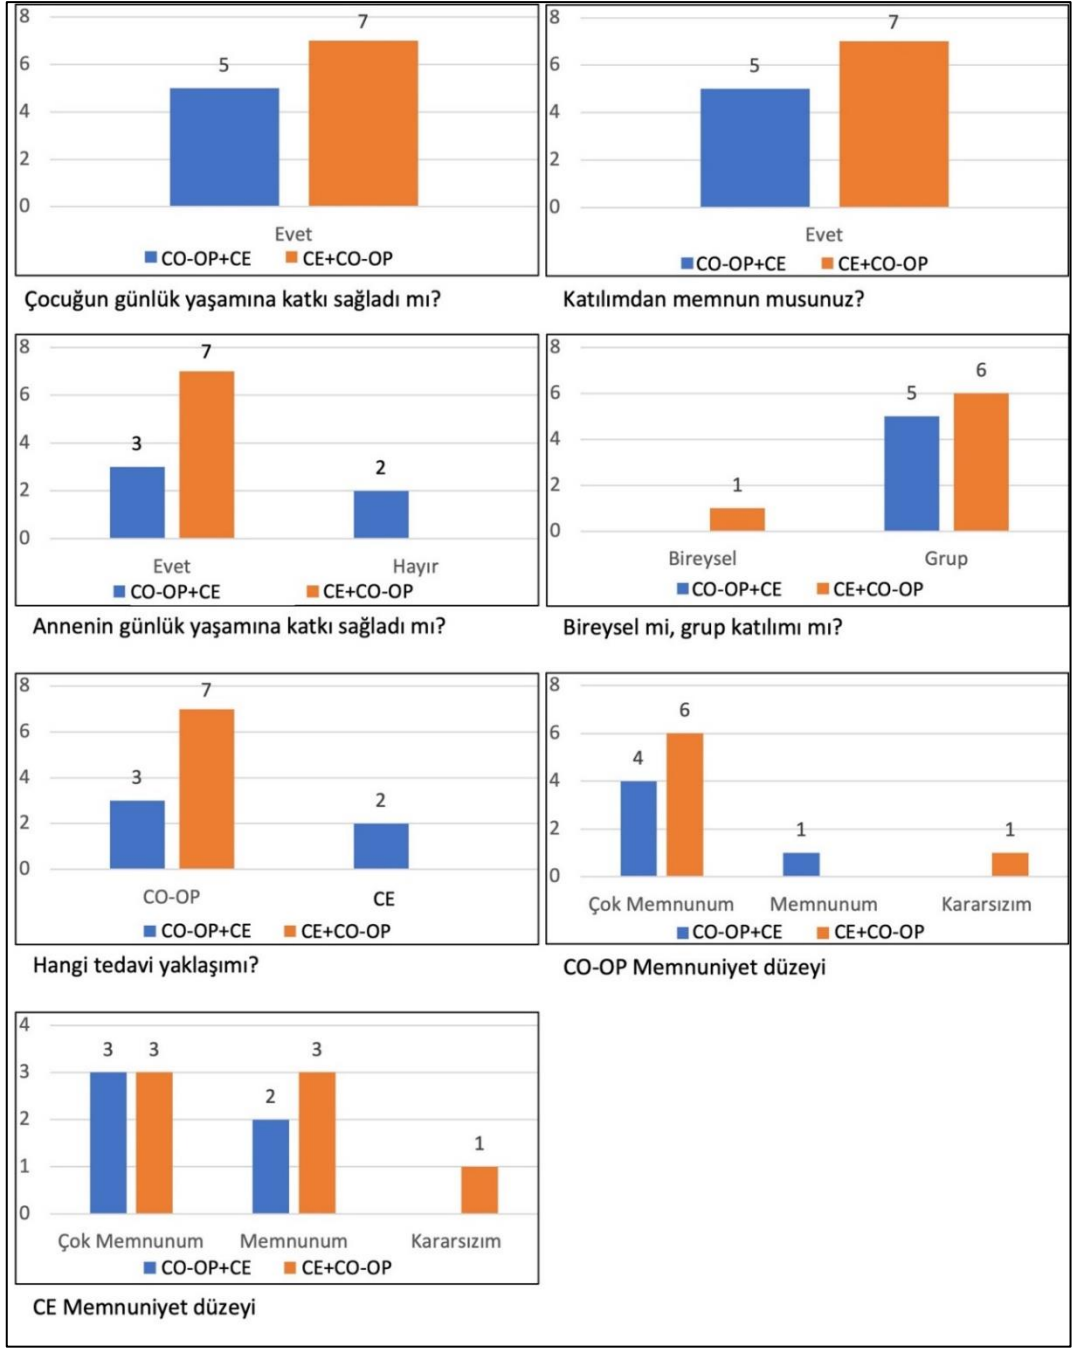 8
6
4
2
0
5
7
Evet
CO-OP+CE CE+CO-OP
Çocuğun günlük yaşamına katkı sağladı mı?
8
6
4
2
0
5
7
Evet
CO-OP+CE CE+CO-OP
Katılımdan memnun musunuz?
8
6
4
2
0
3
7
2
Evet Hayır
CO-OP+CE CE+CO-OP
Annenin günlük yaşamına katkı sağladı mı?
8
6
4
2
0
1
5
6
Bireysel Grup
CO-OP+CE CE+CO-OP
Bireysel mi, grup katılımı mı?
8
6
4
2
0
3
7
2
CO-OP CE
CO-OP+CE CE+CO-OP
Hangi tedavi yaklaşımı?
8
6
4
2
0
4
6
1
1
Çok Memnunum Memnunum Kararsızım
CO-OP+CE CE+CO-OP
CO-OP Memnuniyet düzeyi
4
3
2
1
0
3
3
2
3
1
Çok Memnunum Memnunum Kararsızım
CO-OP+CE CE+CO-OP
CE Memnuniyet düzeyi